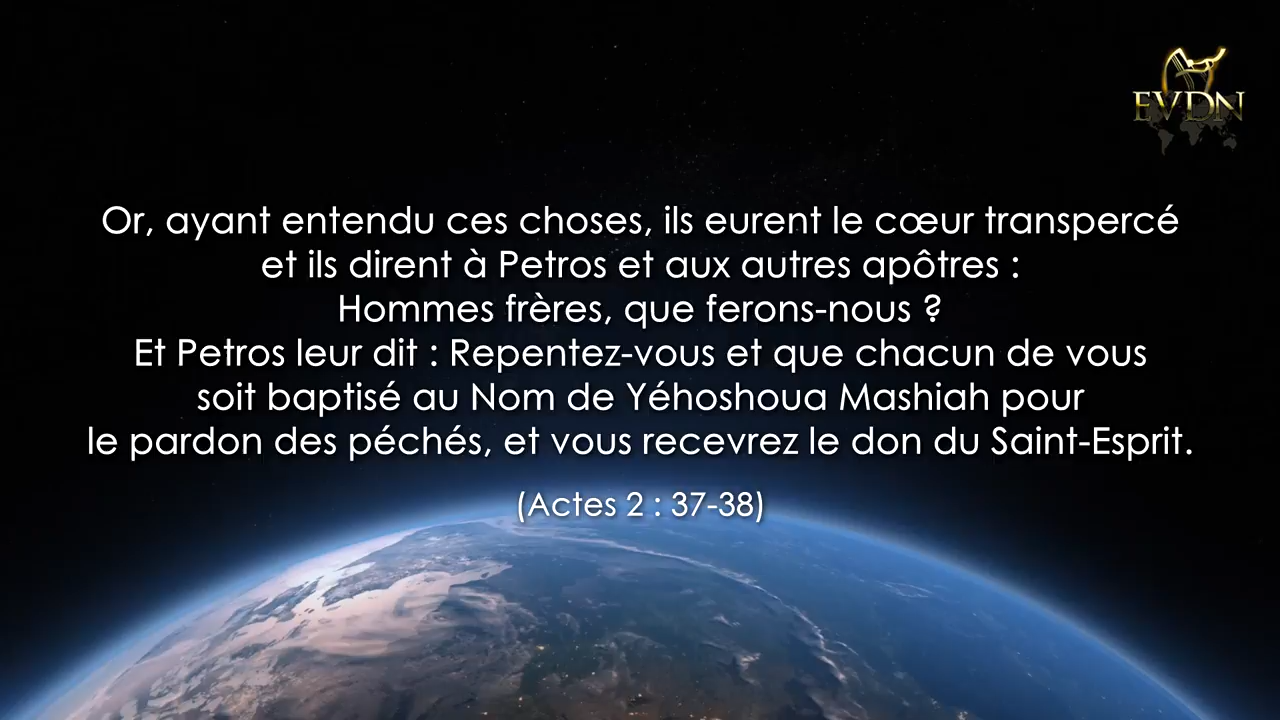 EVDN
Or, ayant entendu ces choses, ils eurent le cœur transpercé
et ils dirent à Petros et aux autres apôtres :
Hommes frères, que ferons-nous ?
Et Petros leur dit : Repentez-vous et que chacun de vous
soit baptisé au Nom de Yéhoshoua Mashiah pour
le pardon des péchés, et vous recevrez le don du Saint-Esprit.
(Actes 2 : 37-38)